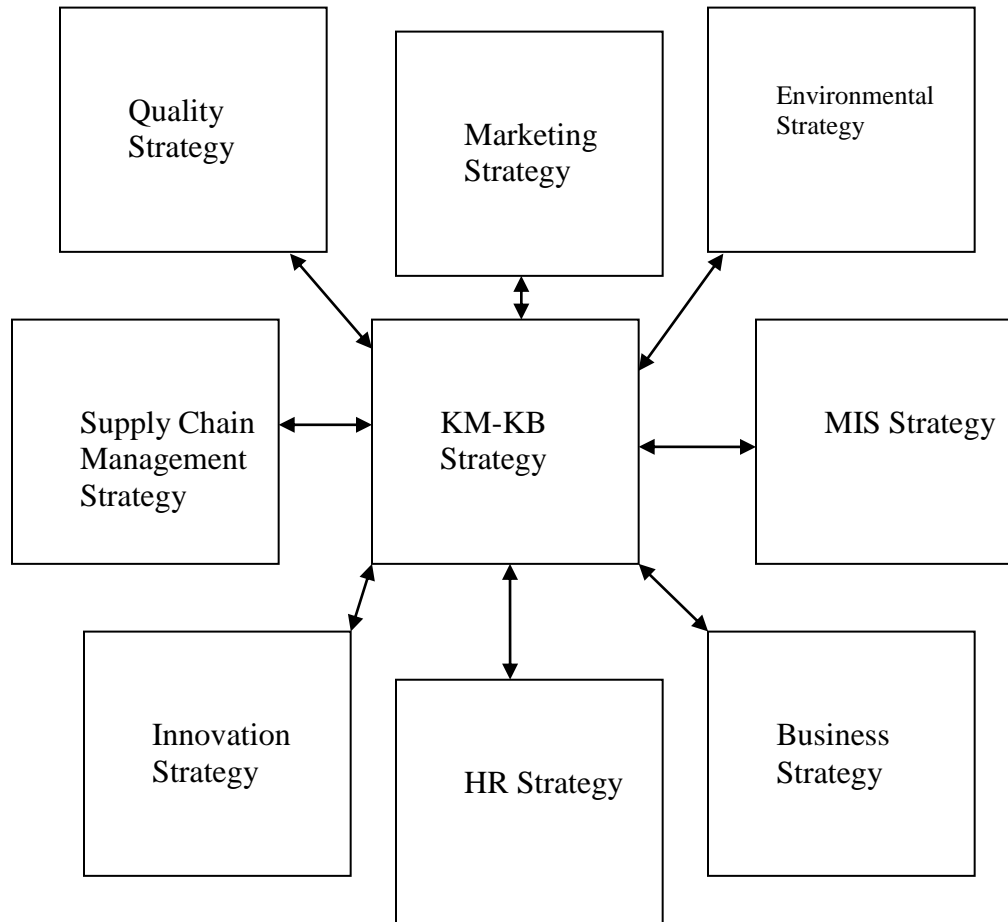 Quality
Strategy
Marketing
Strategy
Environmental
Strategy
Supply Chain
Management
Strategy
KM-KB
Strategy
MIS Strategy
Innovation
Strategy
HR Strategy
Business
Strategy